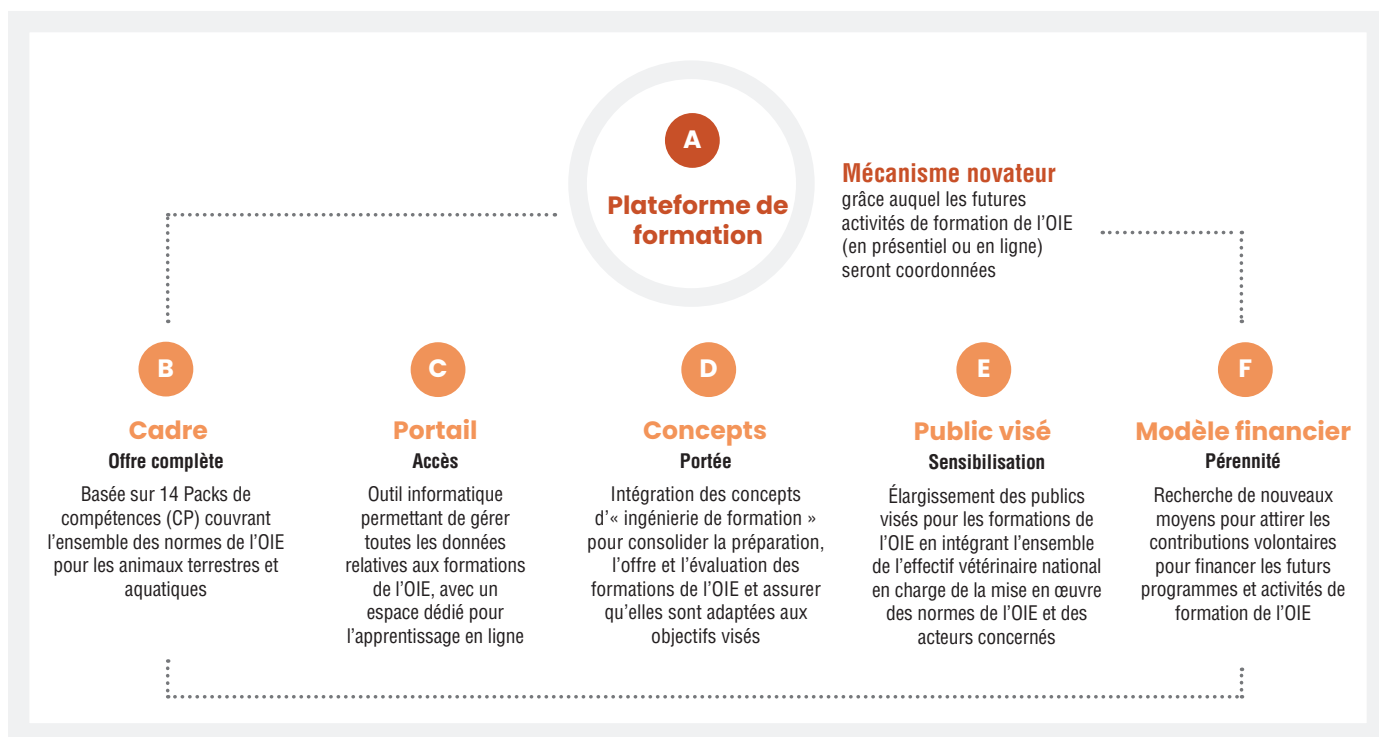 A
Plateforme de
formation
Mécanisme novateur
grâce auquel les futures
activités de formation de l'OIE
(en présentiel ou en ligne)
seront coordonnées
B
Cadre
Offre complète
Basée sur 14 Packs de
compétences (CP) couvrant
l'ensemble des normes de l'OIE
pour les animaux terrestres et
aquatiques
C
Portail
Accès
Outil informatique
permettant de gérer
toutes les données
relatives aux formations
de l'OIE, avec un
espace dédié pour
l'apprentissage en ligne
D
Concepts
Portée
Intégration des concepts
d'« ingénierie de formation »
pour consolider la préparation,
l'offre et l'évaluation des
formations de l'OIE et assurer
qu'elles sont adaptées aux
objectifs visés
E
Public visé
Sensibilisation
Élargissement des publics
visés pour les formations de
l'OIE en intégrant l'ensemble
de l'effectif vétérinaire national
en charge de la mise en œuvre
des normes de l'OIE et des
acteurs concernés
F
Modèle financier
Pérennité
Recherche de nouveaux
moyens pour attirer les
contributions volontaires
pour financer les futurs
programmes et activités de
formation de l'OIE